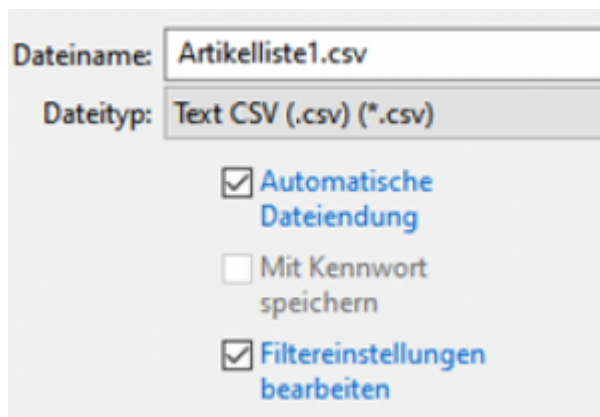 Dateiname: Artikelliste1.csv
Dateityp: Text CSV (.csv) (*.csv)
Automatische
Dateiendung
Mit Kennwort
speichern
Filtereinstellungen
bearbeiten